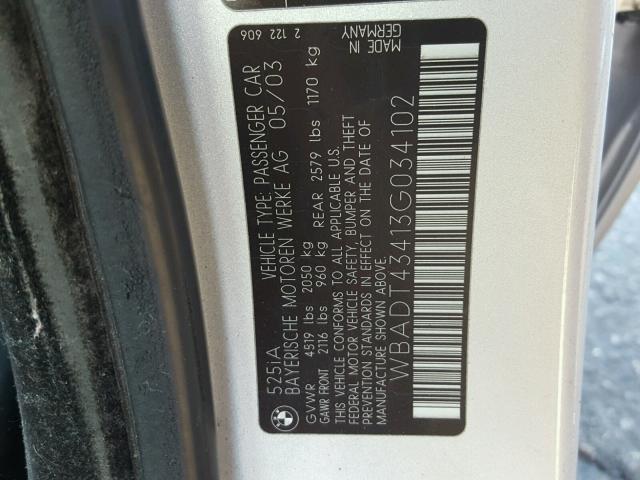 525iA VEHICLE TYPE: PASSENGER CAR
BAYERISCHE MOTOREN WERKE AG 05/03
GVWR 4519 lbs 2050 kg
GAWR FRONT 2116 lbs 960 kg REAR 2579 lbs 1170 kg
THIS VEHICLE CONFORMS TO ALL APPLICABLE U.S.
FEDERAL MOTOR VEHICLE SAFETY, BUMPER AND THEFT
PREVENTION STANDARDS IN EFFECT ON THE DATE OF
MANUFACTURE SHOWN ABOVE.
WBADT43413G034102
2 122 606
MADE IN
GERMANY